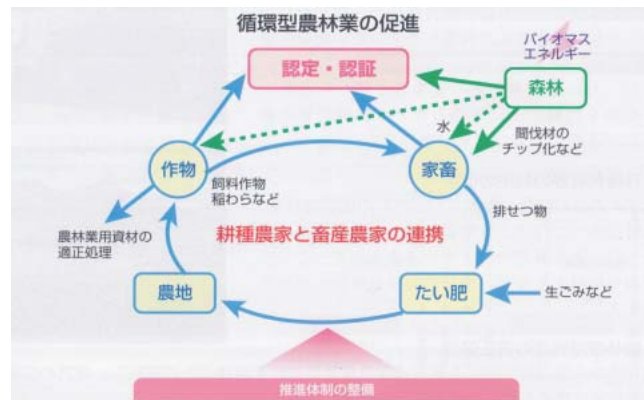 循環型農林業の促進
バイオマス
エネルギー
認定・認証
森林
水
間伐材の
チップ化など
作物
家畜
飼料作物
稲わらなど
排せつ物
農林業用資材の
適正処理
耕種農家と畜産農家の連携
農地
たい肥
生ごみなど
推進体制の整備